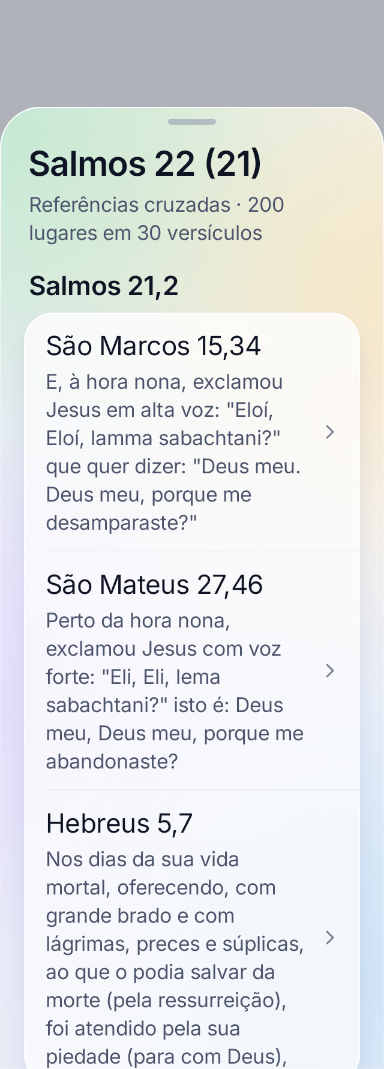 Salmos 22 (21)
Referências cruzadas · 200
lugares em 30 versículos
Salmos 21,2
São Marcos 15,34
E, à hora nona, exclamou
Jesus em alta voz: "Eloí,
Eloí, lamma sabachtani?"
que quer dizer: "Deus meu.
Deus meu, porque me
desamparaste?"
São Mateus 27,46
Perto da hora nona,
exclamou Jesus com voz
forte: "Eli, Eli, lema
sabachtani?" isto é: Deus
meu, Deus meu, porque me
abandonaste?
Hebreus 5,7
Nos dias da sua vida
mortal, oferecendo, com
grande brado e com
lágrimas, preces e súplicas,
ao que o podia salvar da
morte (pela ressurreição),
foi atendido pela sua
piedade (para com Deus),